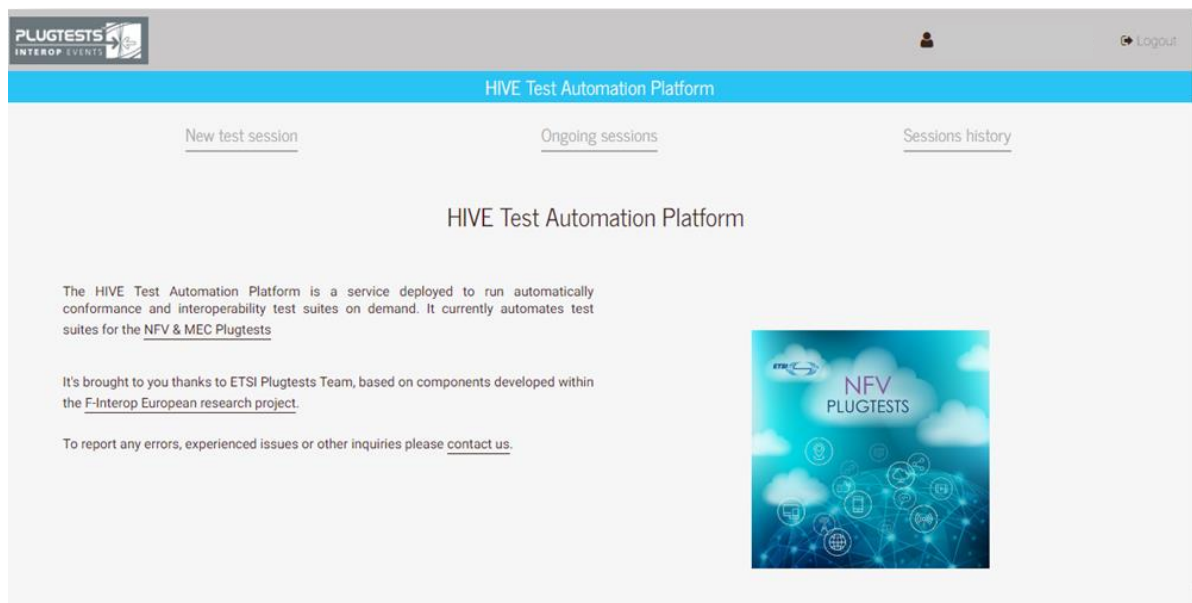 PLUGTESTS
INTEROP EVENTS
Logout
HIVE Test Automation Platform
New test session
Ongoing sessions
Sessions history
HIVE Test Automation Platform
The HIVE Test Automation Platform is a service deployed to run automatically
conformance and interoperability test suites on demand. It currently automates test
suites for the NFV & MEC Plugtests
It's brought to you thanks to ETSI Plugtests Team, based on components developed within
the F-Interop European research project.
To report any errors, experienced issues or other inquiries please contact us.
ETSI
NFV
PLUGTESTS